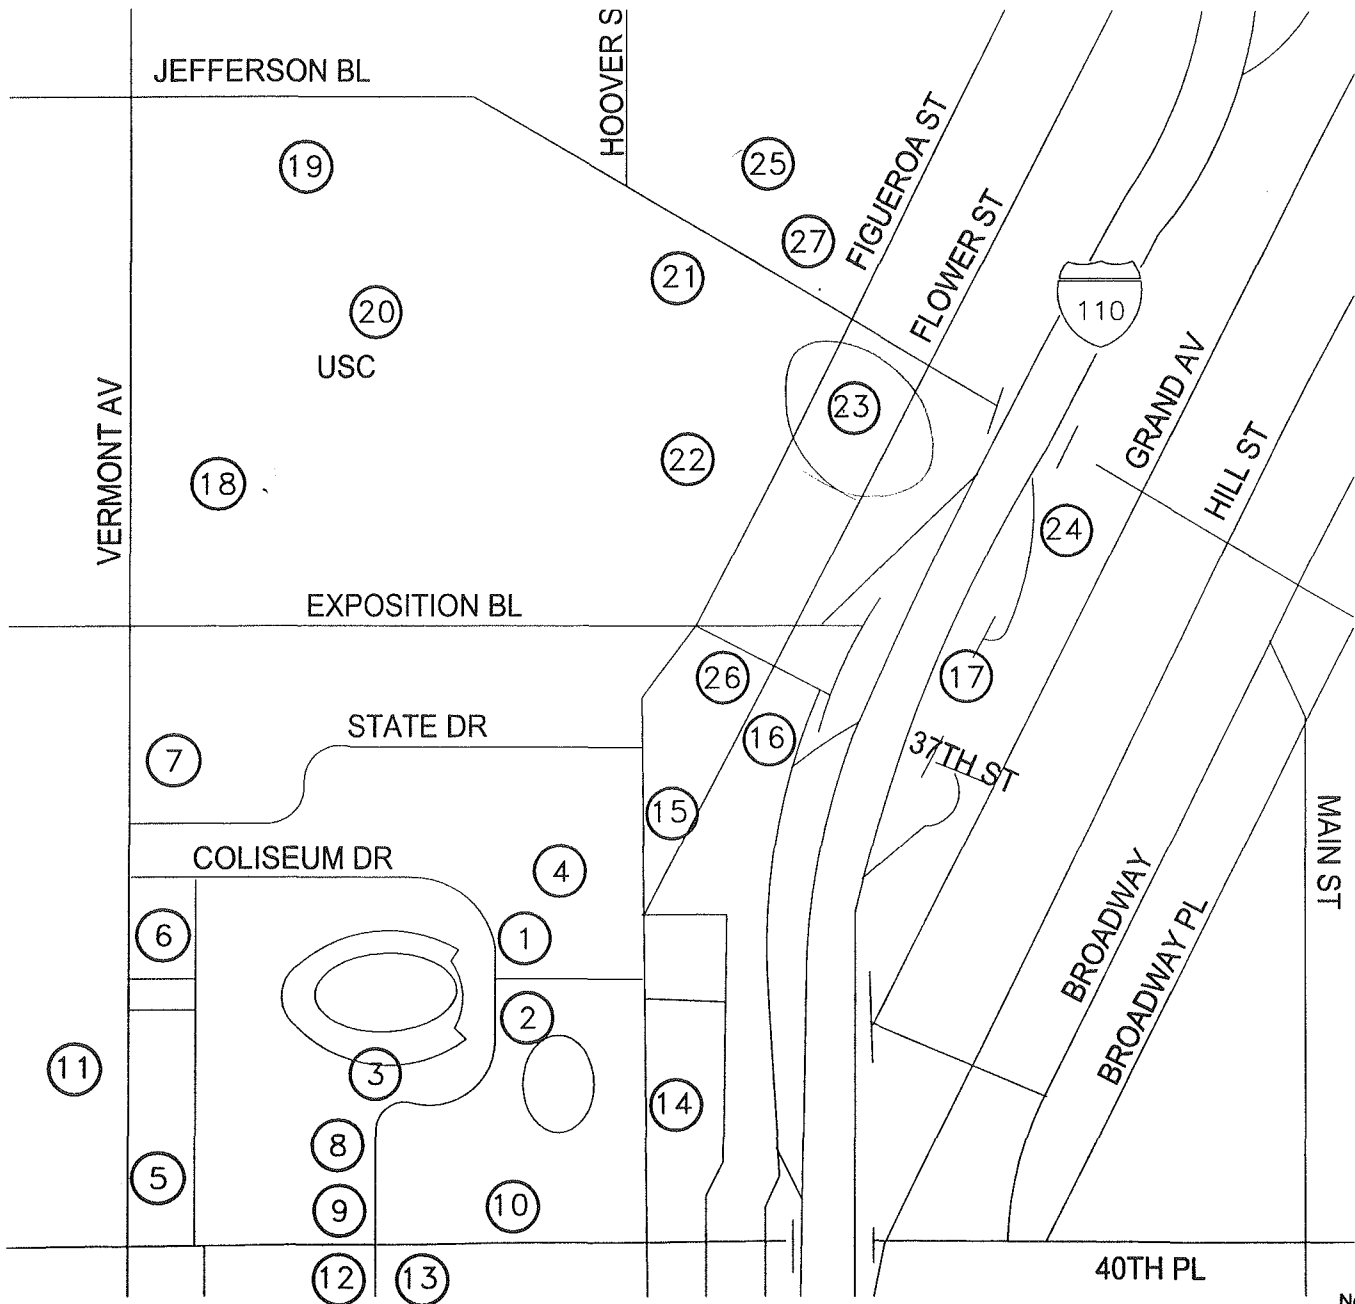 HOOVER S
JEFFERSON BL
19
25
FIGUEROA ST
27
FLOWER ST
21
20
110
USC
VERMONT AV
23
GRAND AV
22
HILL ST
18
24
EXPOSITION BL
26
17
STATE DR
16
37TH ST
7
15
MAIN ST
COLISEUM DR
4
BROADWAY
6
1
BROADWAY PL
2
11
3
14
8
5
9
10
40TH PL
12
13